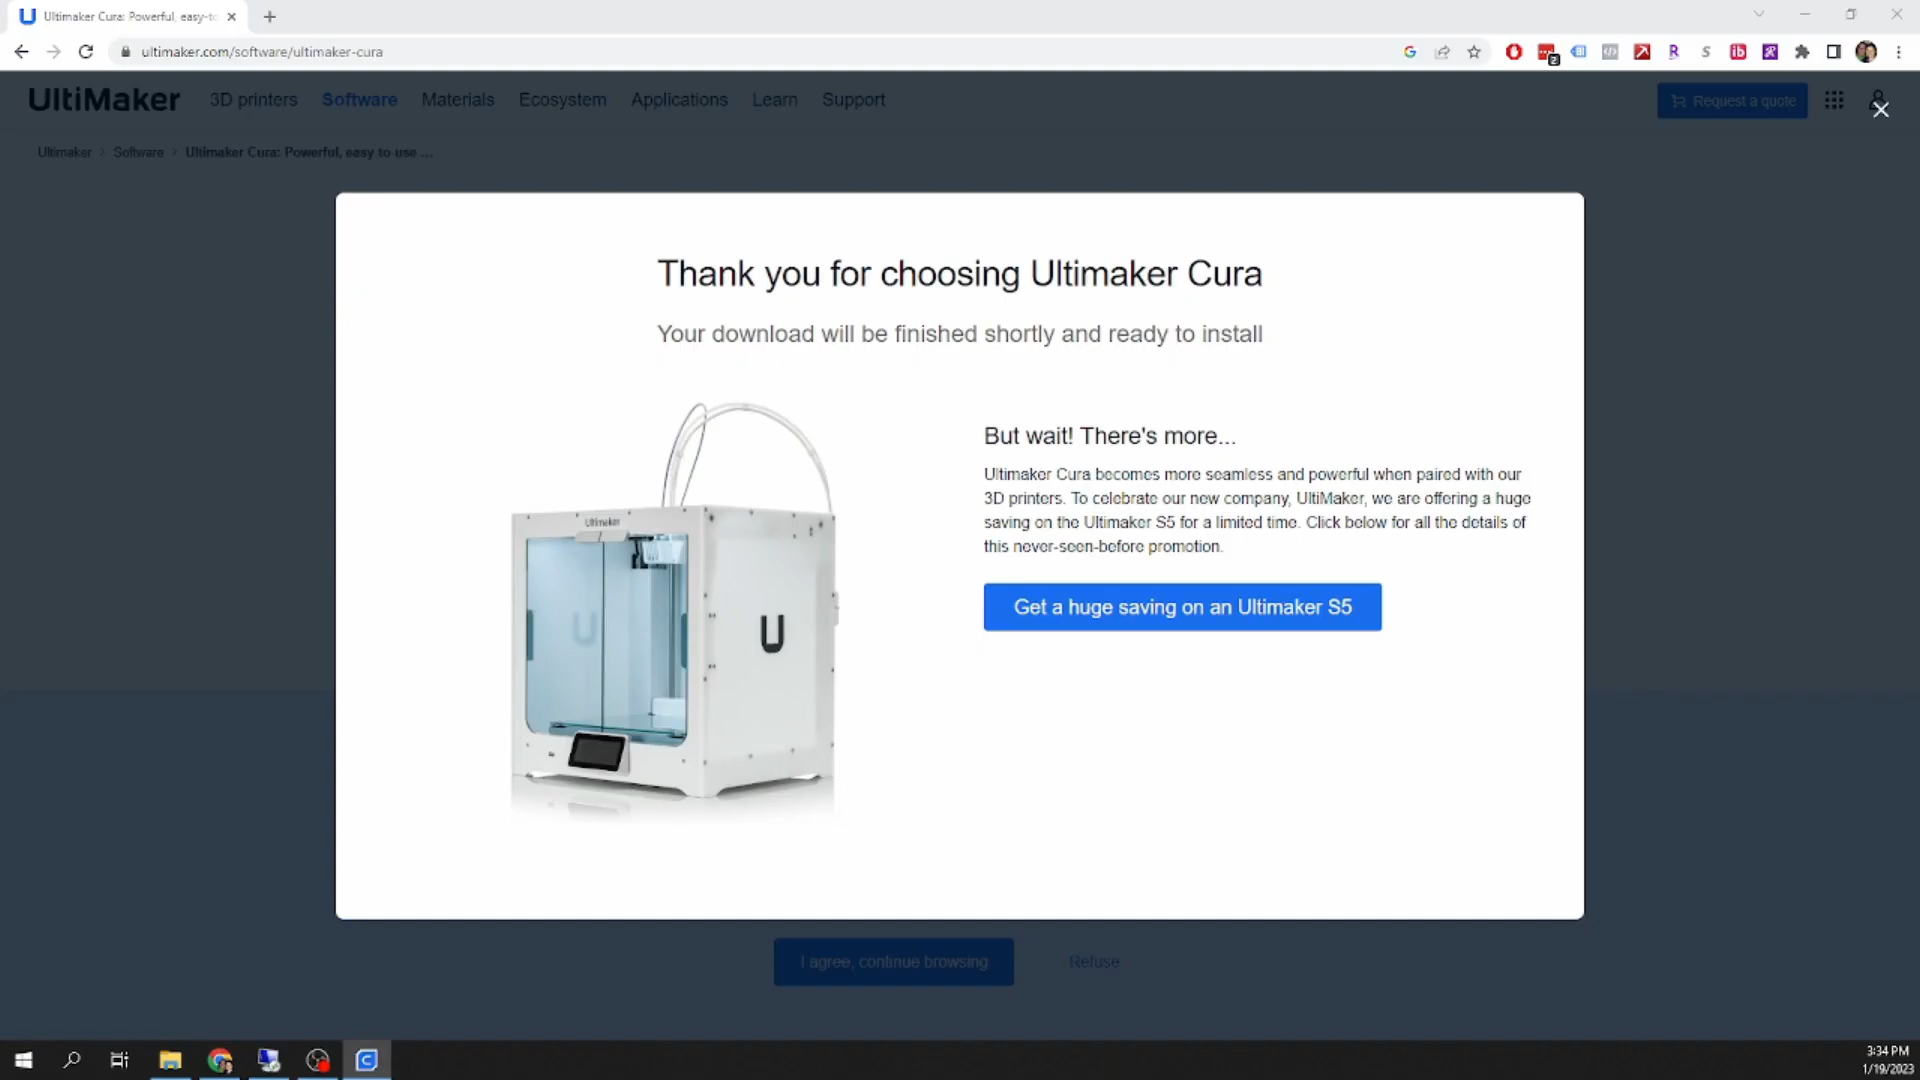 Ultimaker Cura: Powerful, easy-to
ultimaker.com/software/ultimaker-cura
UltiMaker
3D printers
Software
Materials
Ecosystem
Applications
Learn
Support
Request a quote
Ultimaker > Software > Ultimaker Cura: Powerful, easy to use ...
Thank you for choosing Ultimaker Cura
Your download will be finished shortly and ready to install
Ultimaker
U
U
But wait! There's more...
Ultimaker Cura becomes more seamless and powerful when paired with our
3D printers. To celebrate our new company, UltiMaker, we are offering a huge
saving on the Ultimaker S5 for a limited time. Click below for all the details of
this never-seen-before promotion.
Get a huge saving on an Ultimaker S5
I agree, continue browsing
Refuse
3:34 PM
1/19/2023